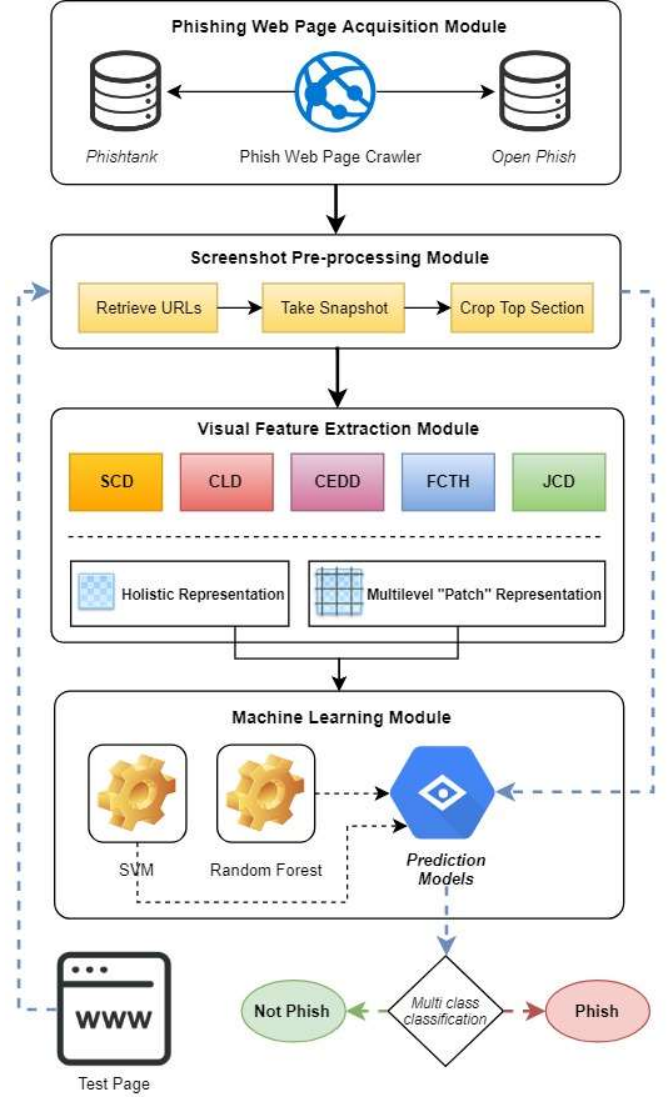 Phishing Web Page Acquisition Module
Phishtank
Phish Web Page Crawler
Open Phish
Screenshot Pre-processing Module
Retrieve URLs
Take Snapshot
Crop Top Section
Visual Feature Extraction Module
SCD
CLD
CEDD
FCTH
JCD
Holistic Representation
Multilevel "Patch" Representation
Machine Learning Module
SVM
Random Forest
Prediction
Models
Not Phish
Multi class
classification
Phish
WWW
Test Page